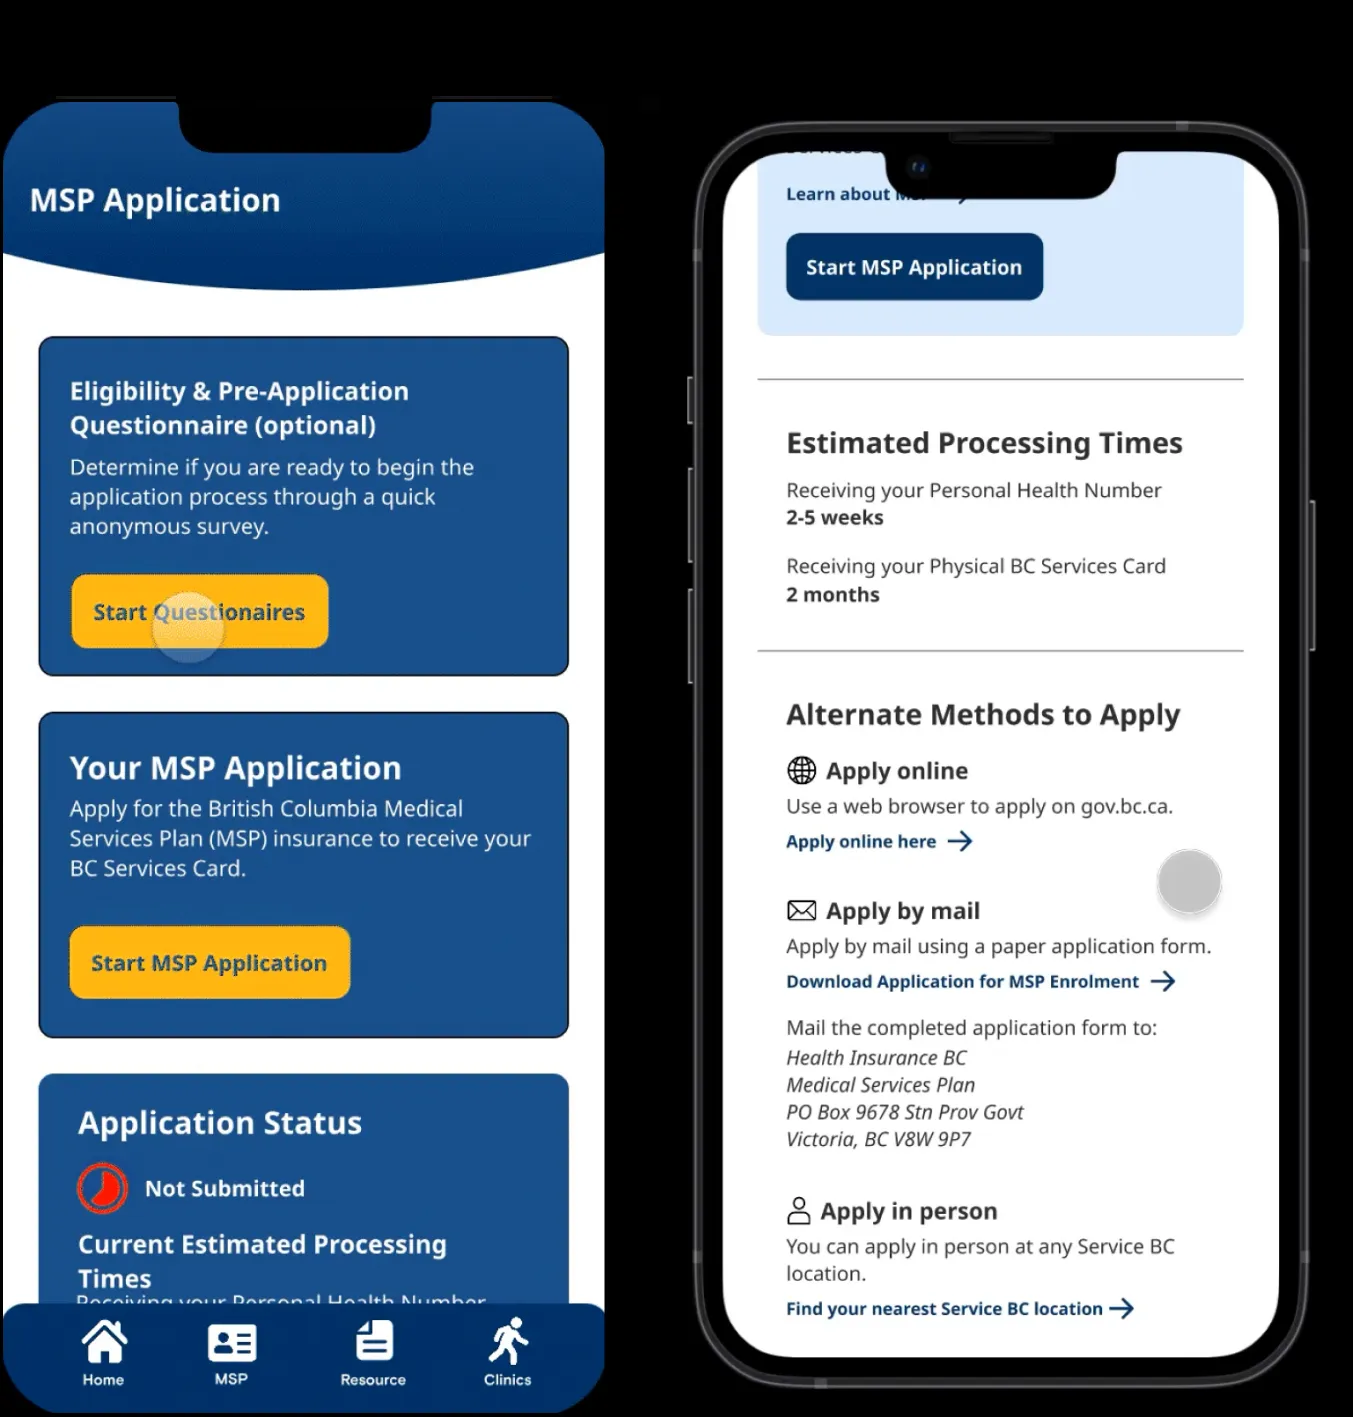 MSP Application
Eligibility & Pre-Application
Questionnaire (optional)
Determine if you are ready to begin the
application process through a quick
anonymous survey.
Start Questionaires
Your MSP Application
Apply for the British Columbia Medical
Services Plan (MSP) insurance to receive your
BC Services Card.
Start MSP Application
Application Status
Not Submitted
Current Estimated Processing
Times
Receiving your Personal Health Number
Home
MSP
Resource
Clinics
Learn about
Start MSP Application
Estimated Processing Times
Receiving your Personal Health Number
2-5 weeks
Receiving your Physical BC Services Card
2 months
Alternate Methods to Apply
Apply online
Use a web browser to apply on gov.bc.ca.
Apply online here
Apply by mail
Apply by mail using a paper application form.
Download Application for MSP Enrolment
Mail the completed application form to:
Health Insurance BC
Medical Services Plan
PO Box 9678 Stn Prov Govt
Victoria, BC V8W 9P7
Apply in person
You can apply in person at any Service BC
location.
Find your nearest Service BC location